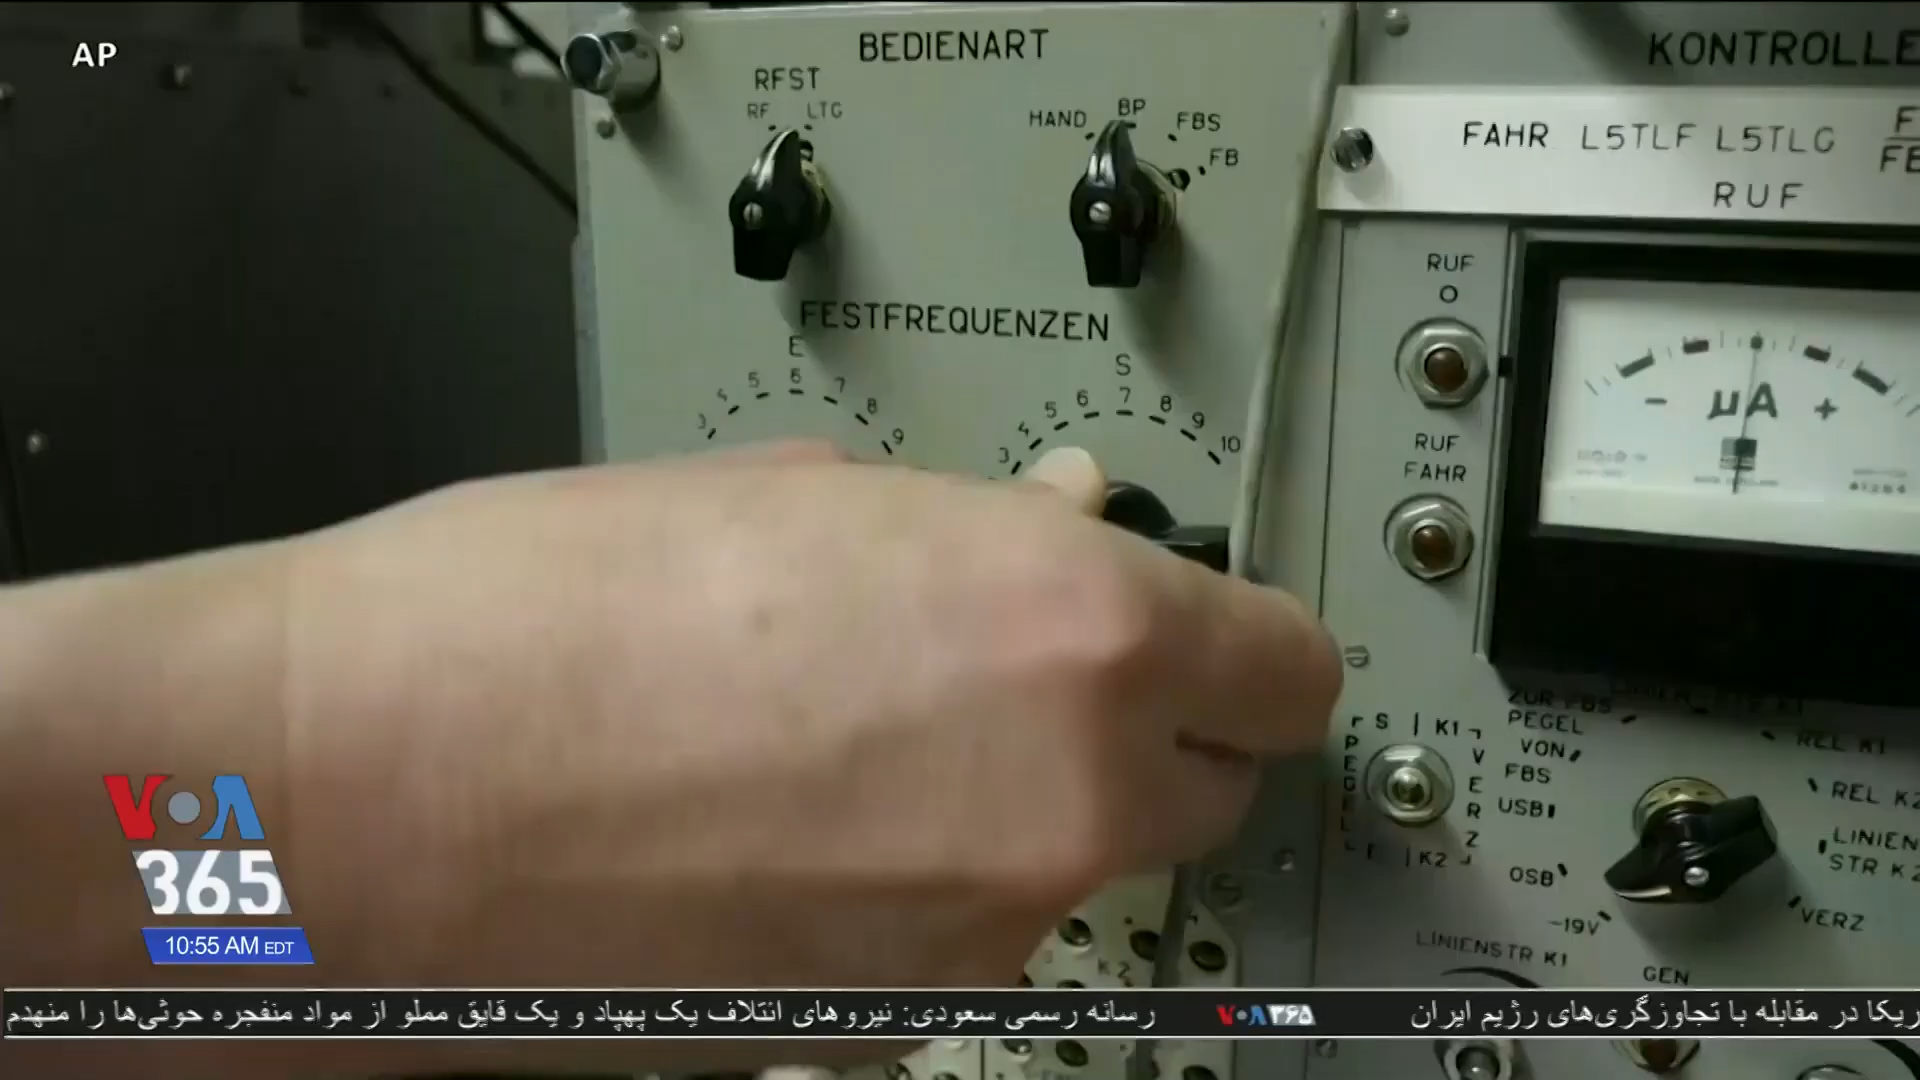 AP
BEDIENART
KONTROLLE
RFST
RF LTG
HAND BP FBS FB
FAHR L5TLF L5TLG
RUF
RUF
O
FESTFREQUENZEN
E
3 4 5 6 7 8 9
S
3 4 5 6 7 8 9 10
RUF
FAHR
- µA +
S K1
PEGEL
VERZ
E K2
ZUR FBS
PEGEL
VON
FBS
USB
OSB
-19V
REL K1
REL K2
LINIEN
STR K2
VERZ
LINIENSTR K1
GEN
K2
VOA
365
10:55 AM EDT
ریکا در مقابله با تجاوزگری‌های رژیم ایران VOA۳۶۵ رسانه رسمی سعودی: نیروهای ائتلاف یک پهپاد و یک قایق مملو از مواد منفجره حوثی‌ها را منهدم